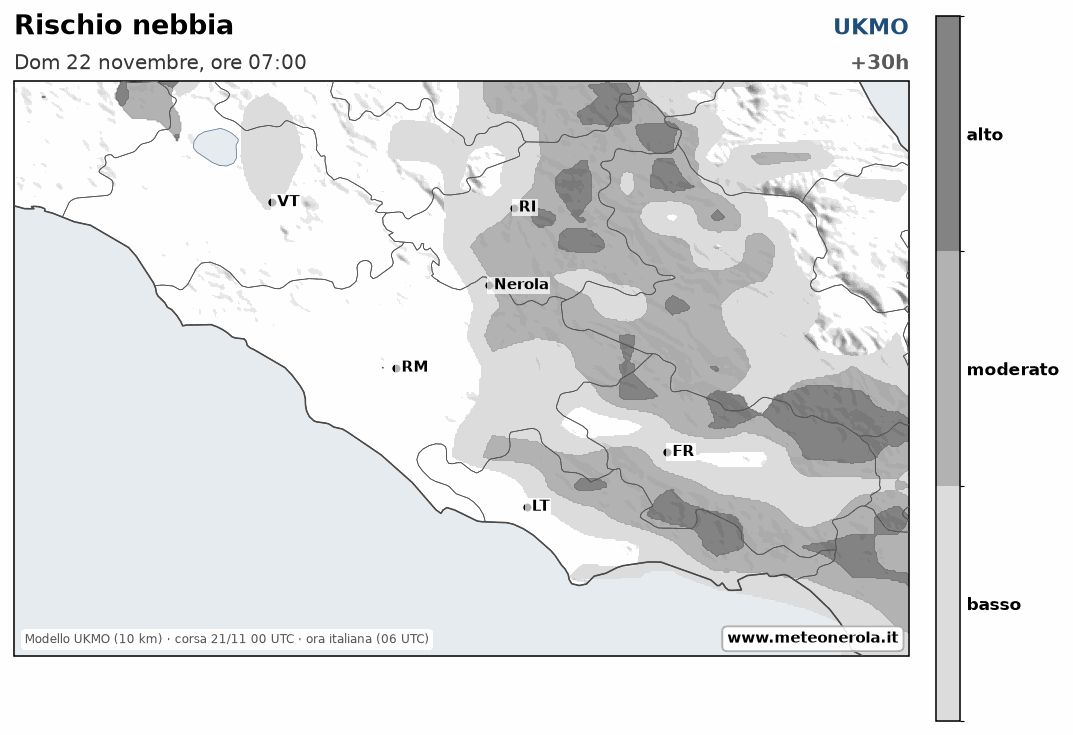 Rischio nebbia
UKMO
Dom 22 novembre, ore 07:00
+30h
alto
VT
RI
Nerola
moderato
RM
FR
LT
basso
Modello UKMO (10 km) · corsa 21/11 00 UTC · ora italiana (06 UTC)
www.meteonerola.it